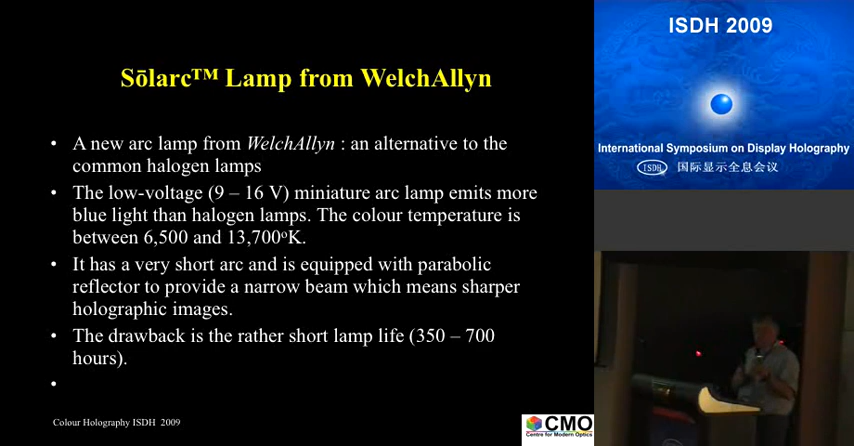 Sōlarc™ Lamp from WelchAllyn
• A new arc lamp from WelchAllyn : an alternative to the
common halogen lamps
• The low-voltage (9 – 16 V) miniature arc lamp emits more
blue light than halogen lamps. The colour temperature is
between 6,500 and 13,700°K.
• It has a very short arc and is equipped with parabolic
reflector to provide a narrow beam which means sharper
holographic images.
• The drawback is the rather short lamp life (350 – 700
hours).
•
Colour Holography ISDH 2009
CMO
Centre for Modern Optics
ISDH 2009
International Symposium on Display Holography
ISDH 国际显示全息会议